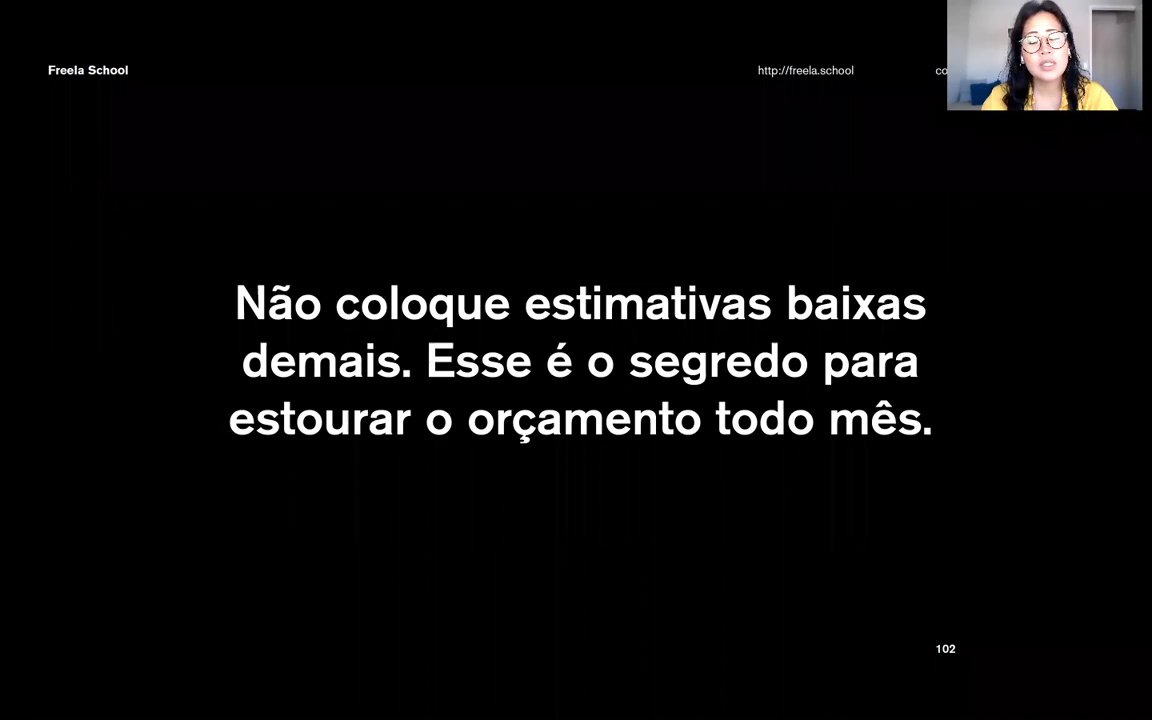 Freela School
http://freela.school
Não coloque estimativas baixas
demais. Esse é o segredo para
estourar o orçamento todo mês.
102